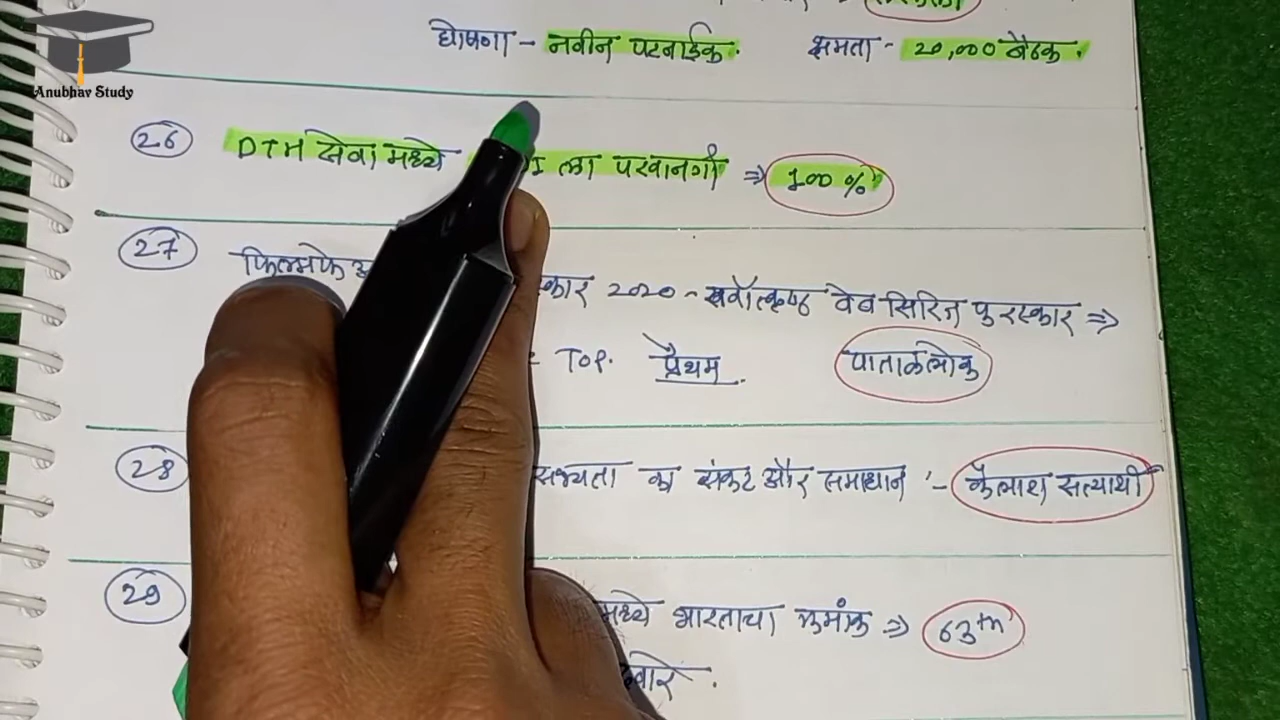 घोषणा - नवीन पटनाईक. क्षमता - 20,000 बैठक.
Anubhav Study
26 DTH सेवा मध्ये I ला परवानगी ⇒ 100 %
27 फिल्मफेअ स्कार 2020 - सर्वोत्कृष्ठ वेब सिरिज पुरस्कार ⇒
TOP. प्रथम पाताललोक
28 सभ्यता का संकट और समाधान - कैलाश सत्यार्थी
29 मध्ये भारताचा क्रमांक ⇒ 63th